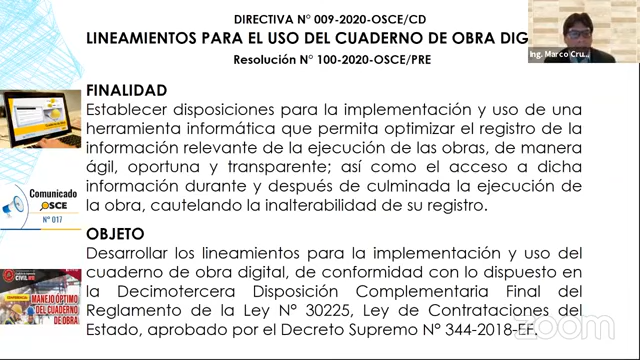 DIRECTIVA N° 009-2020-OSCE/CD
LINEAMIENTOS PARA EL USO DEL CUADERNO DE OBRA DIG
Resolución N° 100-2020-OSCE/PRE
Ing. Marco Cru
FINALIDAD
Establecer disposiciones para la implementación y uso de una
herramienta informática que permita optimizar el registro de la
información relevante de la ejecución de las obras, de manera
ágil, oportuna y transparente; así como el acceso a dicha
información durante y después de culminada la ejecución de
la obra, cautelando la inalterabilidad de su registro.
Comunicado
OSCE
N° 017
OBJETO
Desarrollar los lineamientos para la implementación y uso del
cuaderno de obra digital, de conformidad con lo dispuesto en
la Decimotercera Disposición Complementaria Final del
Reglamento de la Ley N° 30225, Ley de Contrataciones del
Estado, aprobado por el Decreto Supremo N° 344-2018-EF.
CONFERENCIA:
MANEJO ÓPTIMO
DEL CUADERNO
DE OBRA
zoom